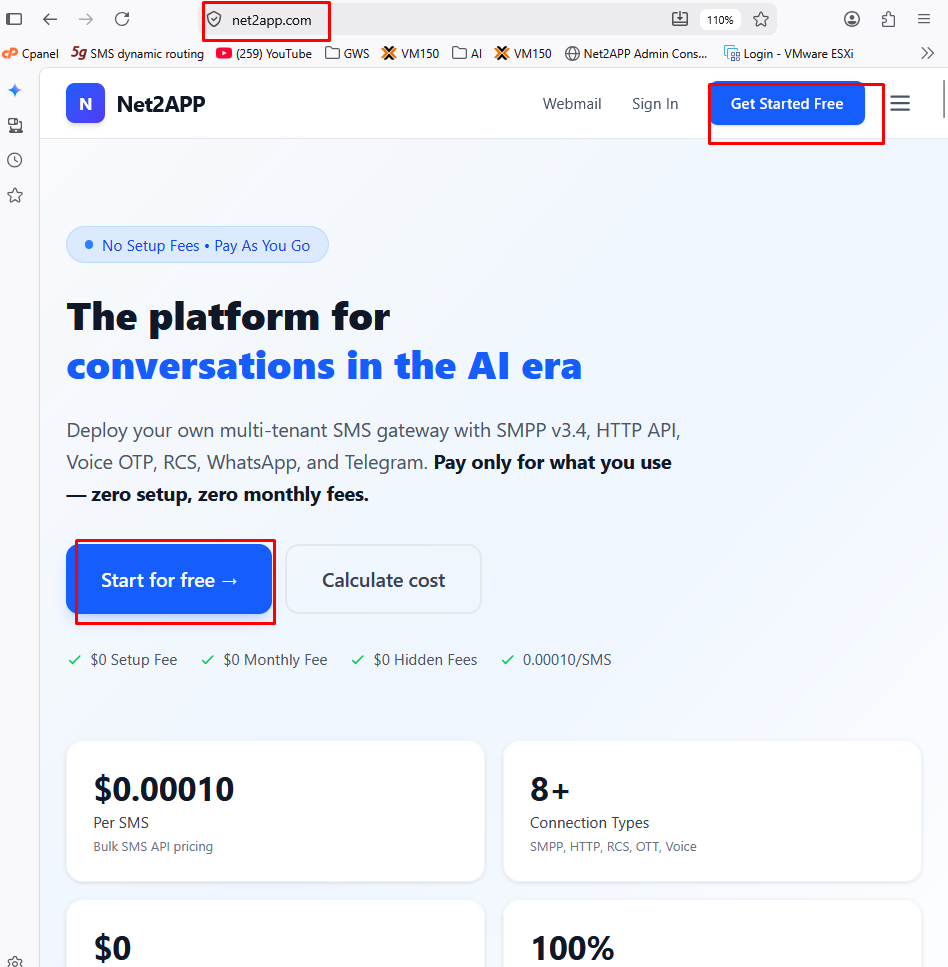 net2app.com
110%
Cpanel
5g SMS dynamic routing
(259) YouTube
GWS
VM150
AI
VM150
Net2APP Admin Cons...
Login - VMware ESXi
N
Net2APP
Webmail
Sign In
Get Started Free
No Setup Fees • Pay As You Go
The platform for
conversations in the AI era
Deploy your own multi-tenant SMS gateway with SMPP v3.4, HTTP API,
Voice OTP, RCS, WhatsApp, and Telegram. Pay only for what you use
— zero setup, zero monthly fees.
Start for free →
Calculate cost
$0 Setup Fee
$0 Monthly Fee
$0 Hidden Fees
0.00010/SMS
$0.00010
Per SMS
Bulk SMS API pricing
8+
Connection Types
SMPP, HTTP, RCS, OTT, Voice
$0
100%